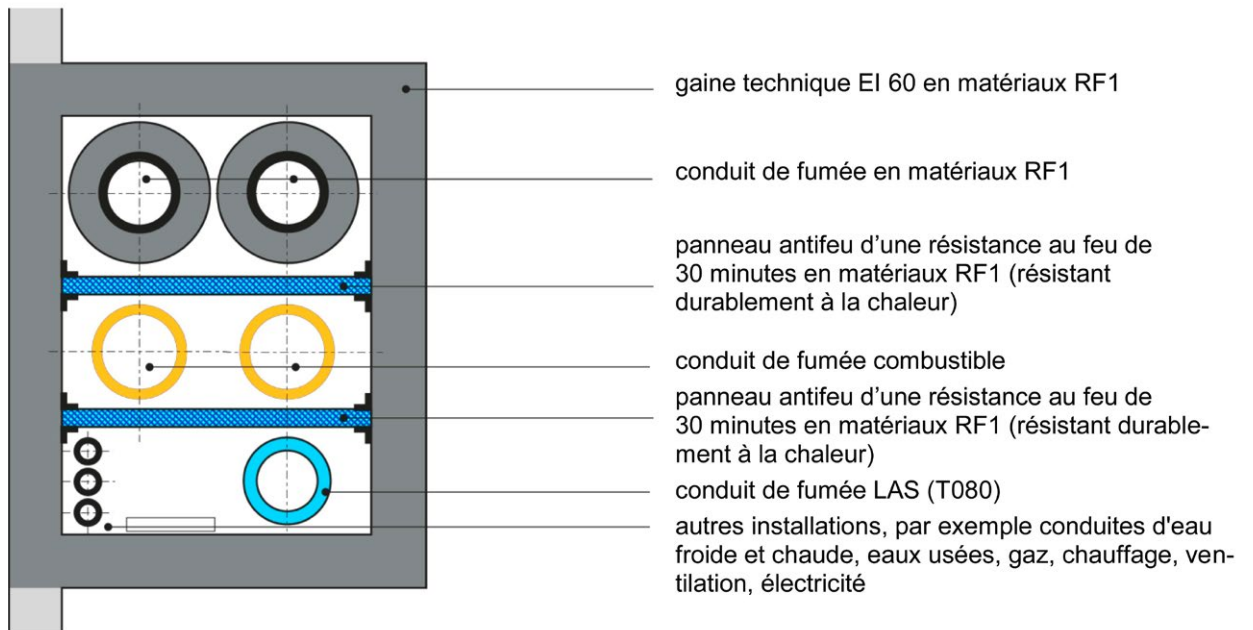 gaine technique EI 60 en matériaux RF1
conduit de fumée en matériaux RF1
panneau antifeu d’une résistance au feu de
30 minutes en matériaux RF1 (résistant
durablement à la chaleur)
conduit de fumée combustible
panneau antifeu d’une résistance au feu de
30 minutes en matériaux RF1 (résistant durable-
ment à la chaleur)
conduit de fumée LAS (T080)
autres installations, par exemple conduites d'eau
froide et chaude, eaux usées, gaz, chauffage, ven-
tilation, électricité